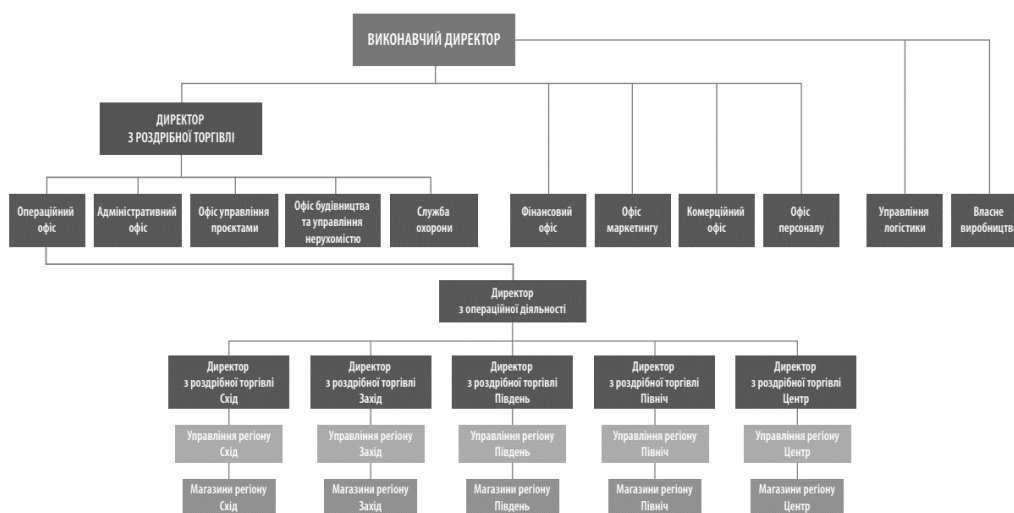 ВИКОНАВЧИЙ ДИРЕКТОР
ДИРЕКТОР
З РОЗДРІБНОЇ ТОРГІВЛІ
Операційний
офіс
Адміністративний
офіс
Офіс управління
проєктами
Офіс будівництва
та управління
нерухомістю
Служба
охорони
Фінансовий
офіс
Офіс
маркетингу
Комерційний
офіс
Офіс
персоналу
Управління
логістики
Власне
виробництво
Директор
з операційної діяльності
Директор
з роздрібної торгівлі
Схід
Директор
з роздрібної торгівлі
Захід
Директор
з роздрібної торгівлі
Південь
Директор
з роздрібної торгівлі
Північ
Директор
з роздрібної торгівлі
Центр
Управління регіону
Схід
Управління регіону
Захід
Управління регіону
Південь
Управління регіону
Північ
Управління регіону
Центр
Магазини регіону
Схід
Магазини регіону
Захід
Магазини регіону
Південь
Магазини регіону
Північ
Магазини регіону
Центр